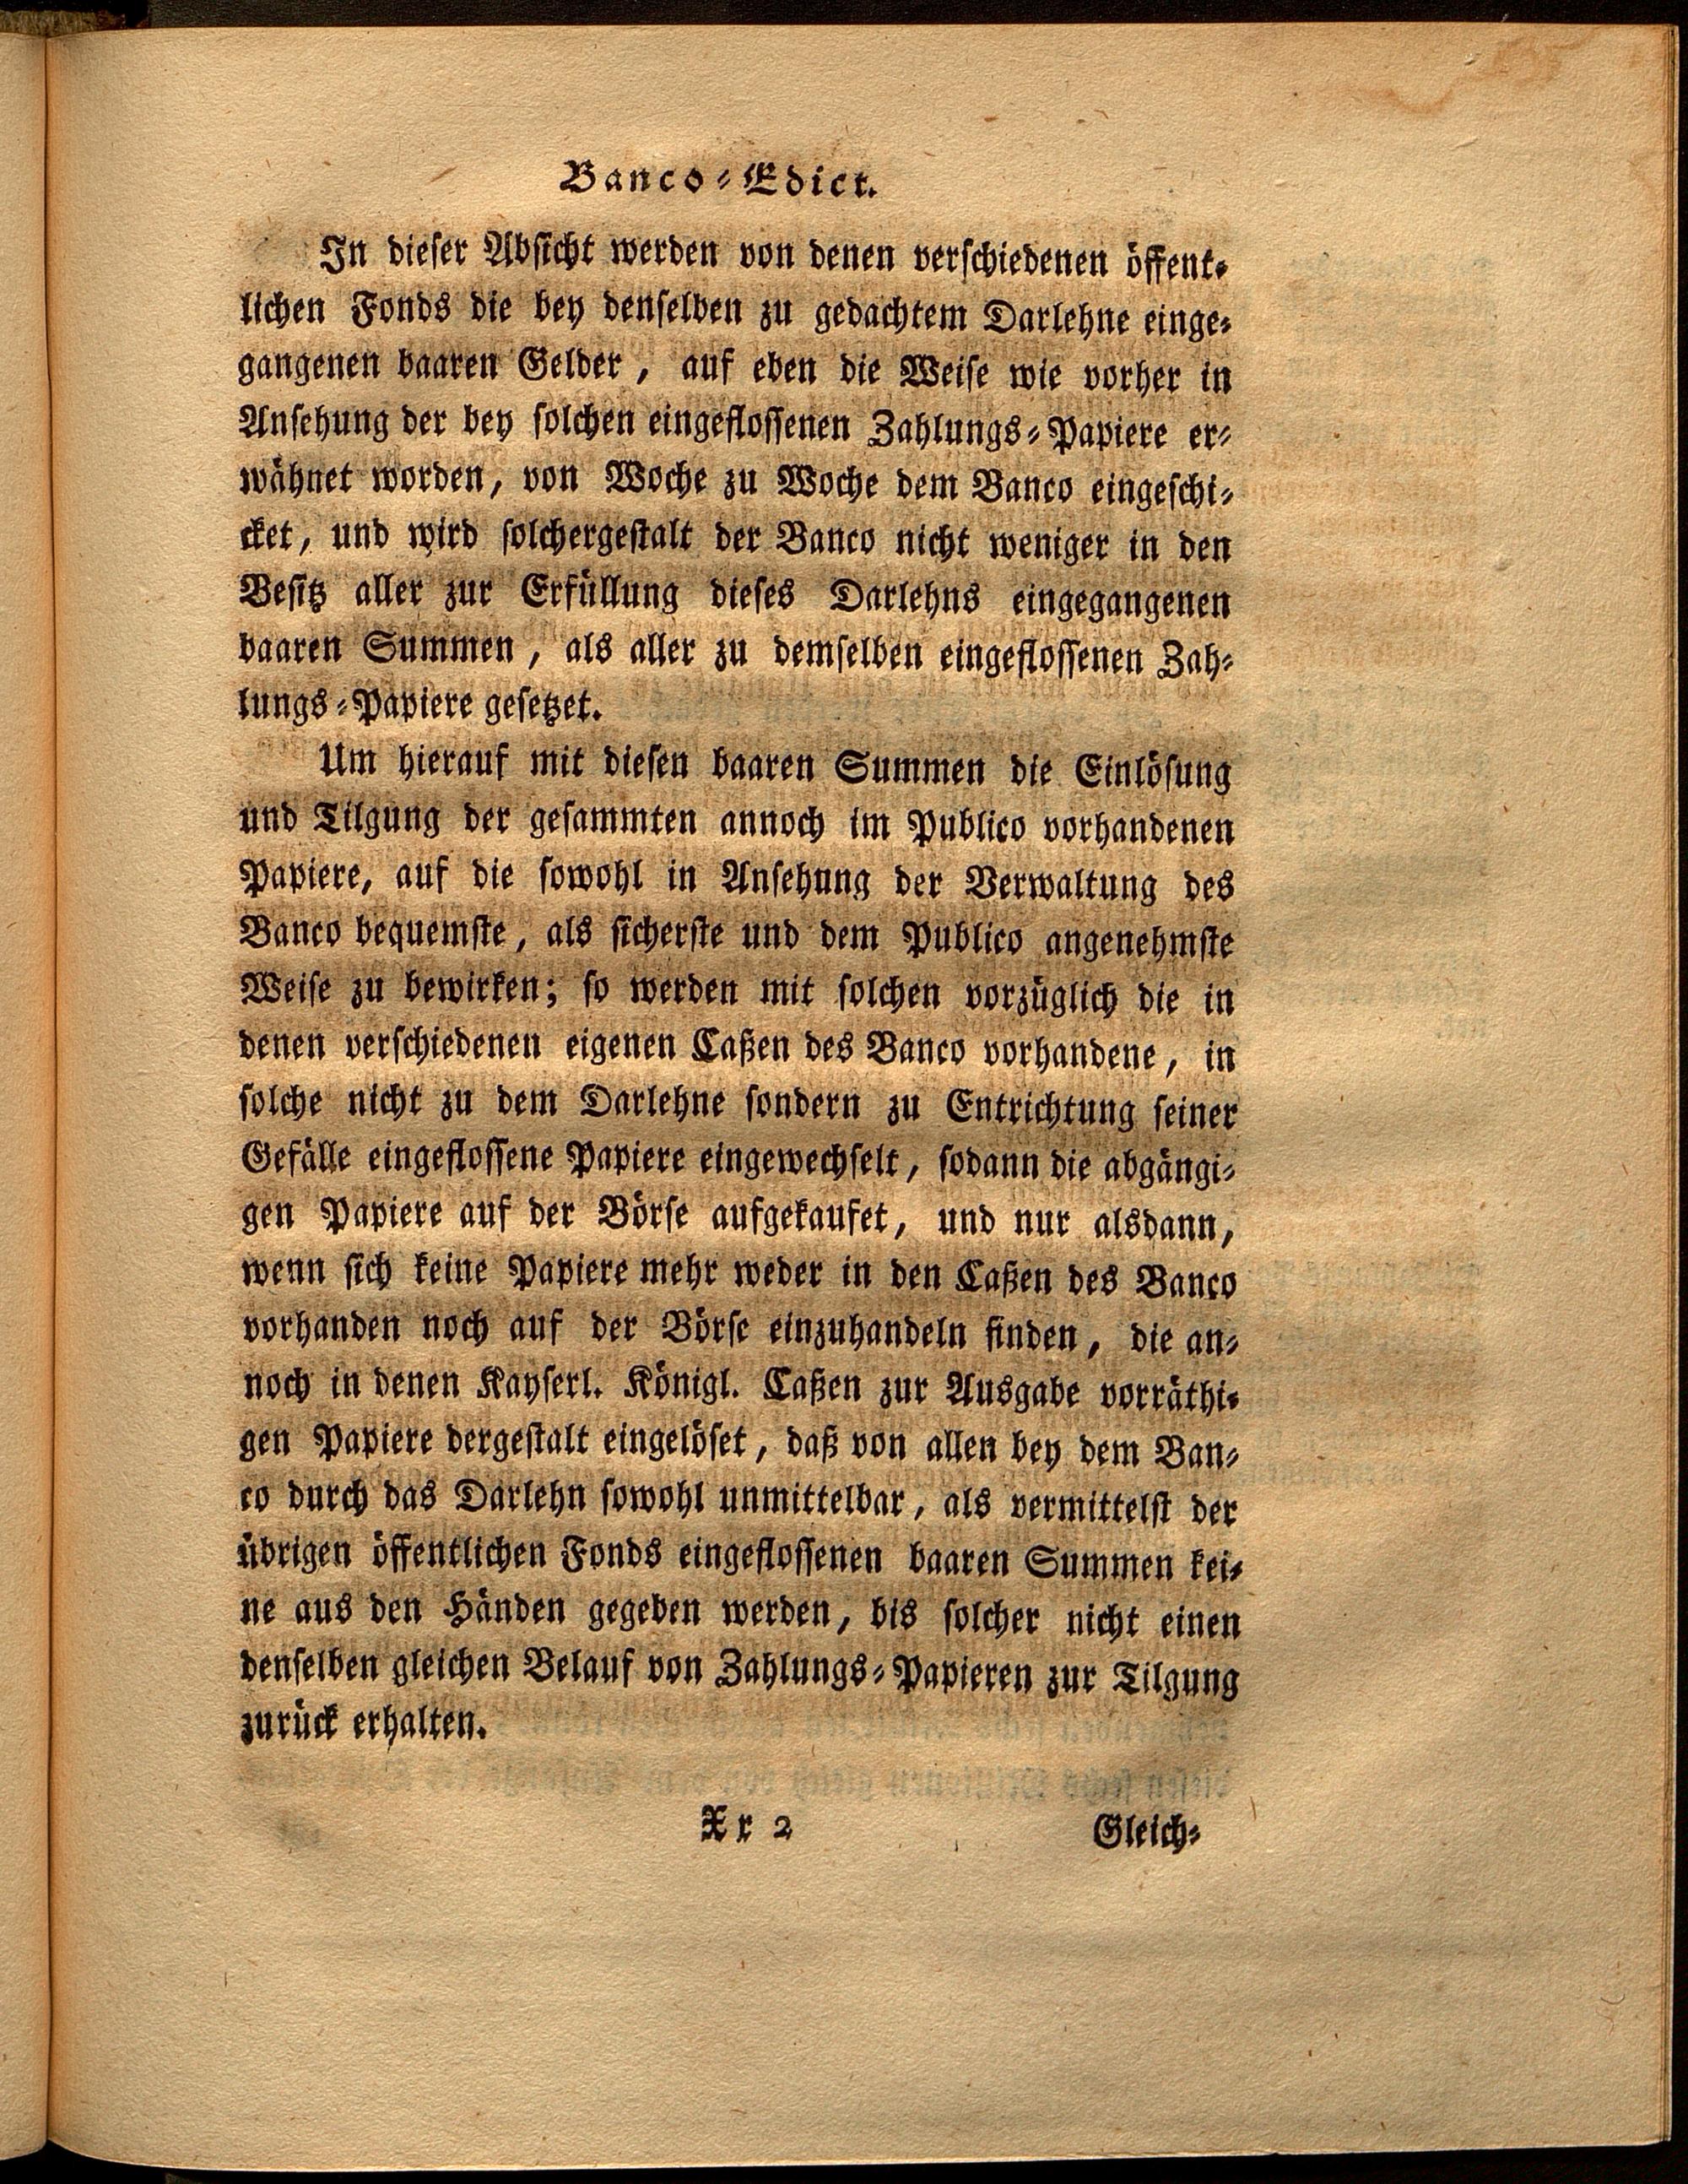 Banco-Edict.
In dieser Absicht werden von denen verschiedenen öffent-
lichen Fonds die bey denselben zu gedachtem Darlehne einge-
gangenen baaren Gelder, auf eben die Weise wie vorher in
Ansehung der bey solchen eingeflossenen Zahlungs-Papiere er-
wähnet worden, von Woche zu Woche dem Banco eingeschi-
cket, und wird solchergestalt der Banco nicht weniger in den
Besitz aller zur Erfüllung dieses Darlehns eingegangenen
baaren Summen, als aller zu demselben eingeflossenen Zah-
lungs-Papiere gesetzet.
Um hierauf mit diesen baaren Summen die Einlösung
und Tilgung der gesammten annoch im Publico vorhandenen
Papiere, auf die sowohl in Ansehung der Verwaltung des
Banco bequemste, als sicherste und dem Publico angenehmste
Weise zu bewirken; so werden mit solchen vorzüglich die in
denen verschiedenen eigenen Caßen des Banco vorhandene, in
solche nicht zu dem Darlehne sondern zu Entrichtung seiner
Gefälle eingeflossene Papiere eingewechselt, sodann die abgängi-
gen Papiere auf der Börse aufgekaufet, und nur alsdann,
wenn sich keine Papiere mehr weder in den Caßen des Banco
vorhanden noch auf der Börse einzuhandeln finden, die an-
noch in denen Kayserl. Königl. Caßen zur Ausgabe vorräthi-
gen Papiere dergestalt eingelöset, daß von allen bey dem Ban-
co durch das Darlehn sowohl unmittelbar, als vermittelst der
übrigen öffentlichen Fonds eingeflossenen baaren Summen kei-
ne aus den Händen gegeben werden, bis solcher nicht einen
denselben gleichen Belauf von Zahlungs-Papieren zur Tilgung
zurück erhalten.
Xx 2 Gleich-